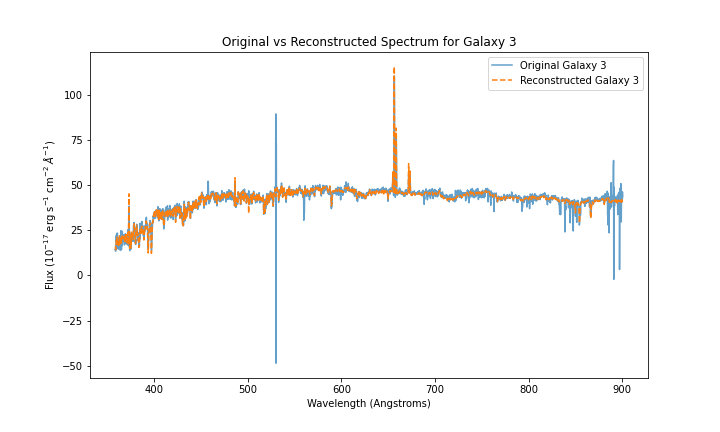 Original vs Reconstructed Spectrum for Galaxy 3
Original Galaxy 3
Reconstructed Galaxy 3
Flux (10⁻¹⁷ erg s⁻¹ cm⁻² Å⁻¹)
100
75
50
25
0
−25
−50
400 500 600 700 800 900
Wavelength (Angstroms)